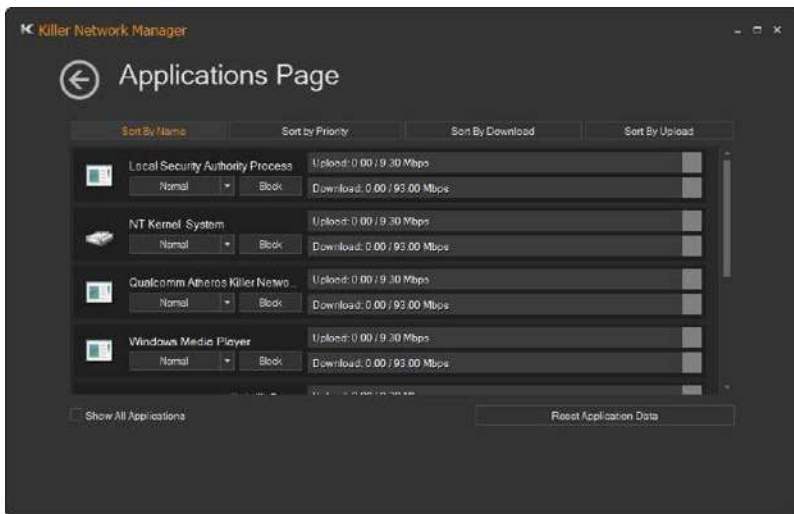 Killer Network Manager
Applications Page
Sort By Name Sort by Priority Sort By Download Sort By Upload
Local Security Authority Process Upload: 0.00 / 9.30 Mbps
Normal Block Download: 0.00 / 93.00 Mbps
NT Kernel System Upload: 0.00 / 9.30 Mbps
Normal Block Download: 0.00 / 93.00 Mbps
Qualcomm Atheros Killer Netwo... Upload: 0.00 / 9.30 Mbps
Normal Block Download: 0.00 / 93.00 Mbps
Windows Media Player Upload: 0.00 / 9.30 Mbps
Normal Block Download: 0.00 / 93.00 Mbps
Show All Applications Reset Application Data